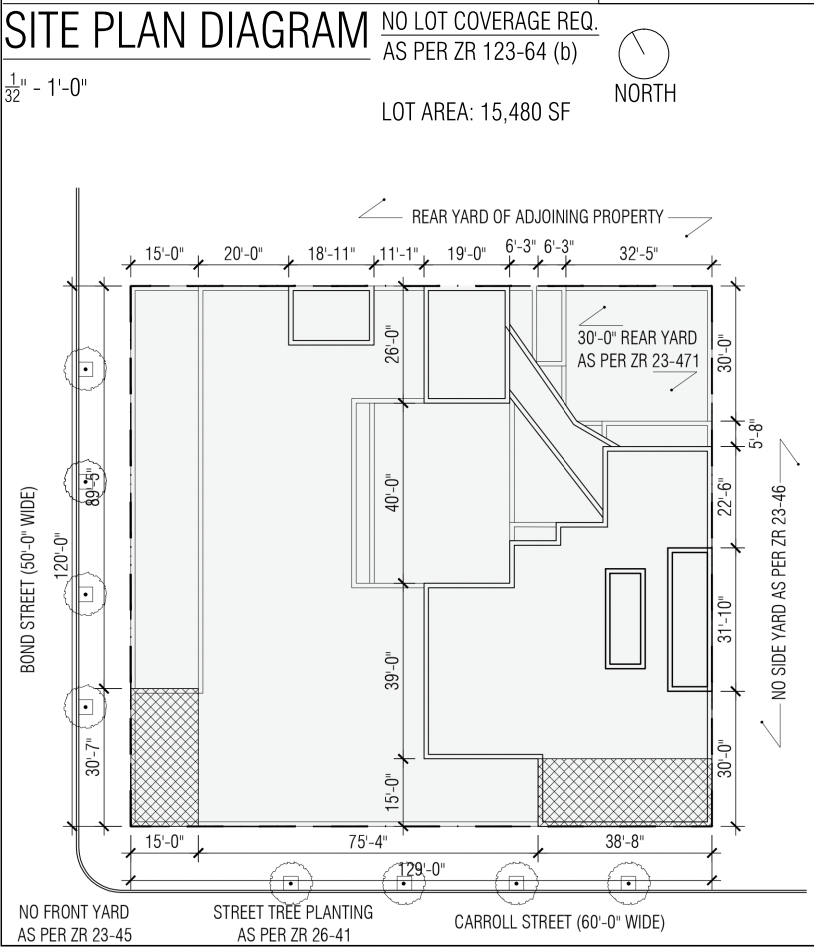 SITE PLAN DIAGRAM
NO LOT COVERAGE REQ.
AS PER ZR 123-64 (b)
1/32" - 1'-0"
LOT AREA: 15,480 SF
NORTH
REAR YARD OF ADJOINING PROPERTY
15'-0" 20'-0" 18'-11" 11'-1" 19'-0" 6'-3" 6'-3" 32'-5"
26'-0"
30'-0" REAR YARD
AS PER ZR 23-471
30'-0"
5'-8"
89'-5"
40'-0"
22'-6"
BOND STREET (50'-0" WIDE)
120'-0"
NO SIDE YARD AS PER ZR 23-46
31'-10"
39'-0"
30'-7"
15'-0"
30'-0"
15'-0" 75'-4" 38'-8"
129'-0"
NO FRONT YARD
AS PER ZR 23-45
STREET TREE PLANTING
AS PER ZR 26-41
CARROLL STREET (60'-0" WIDE)